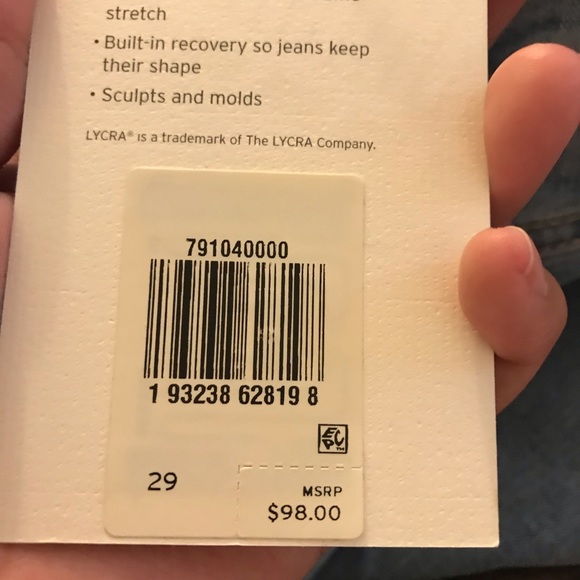 stretch
• Built-in recovery so jeans keep
their shape
• Sculpts and molds
LYCRA® is a trademark of The LYCRA Company.
791040000
1 93238 62819 8
EPC™
29
MSRP
$98.00